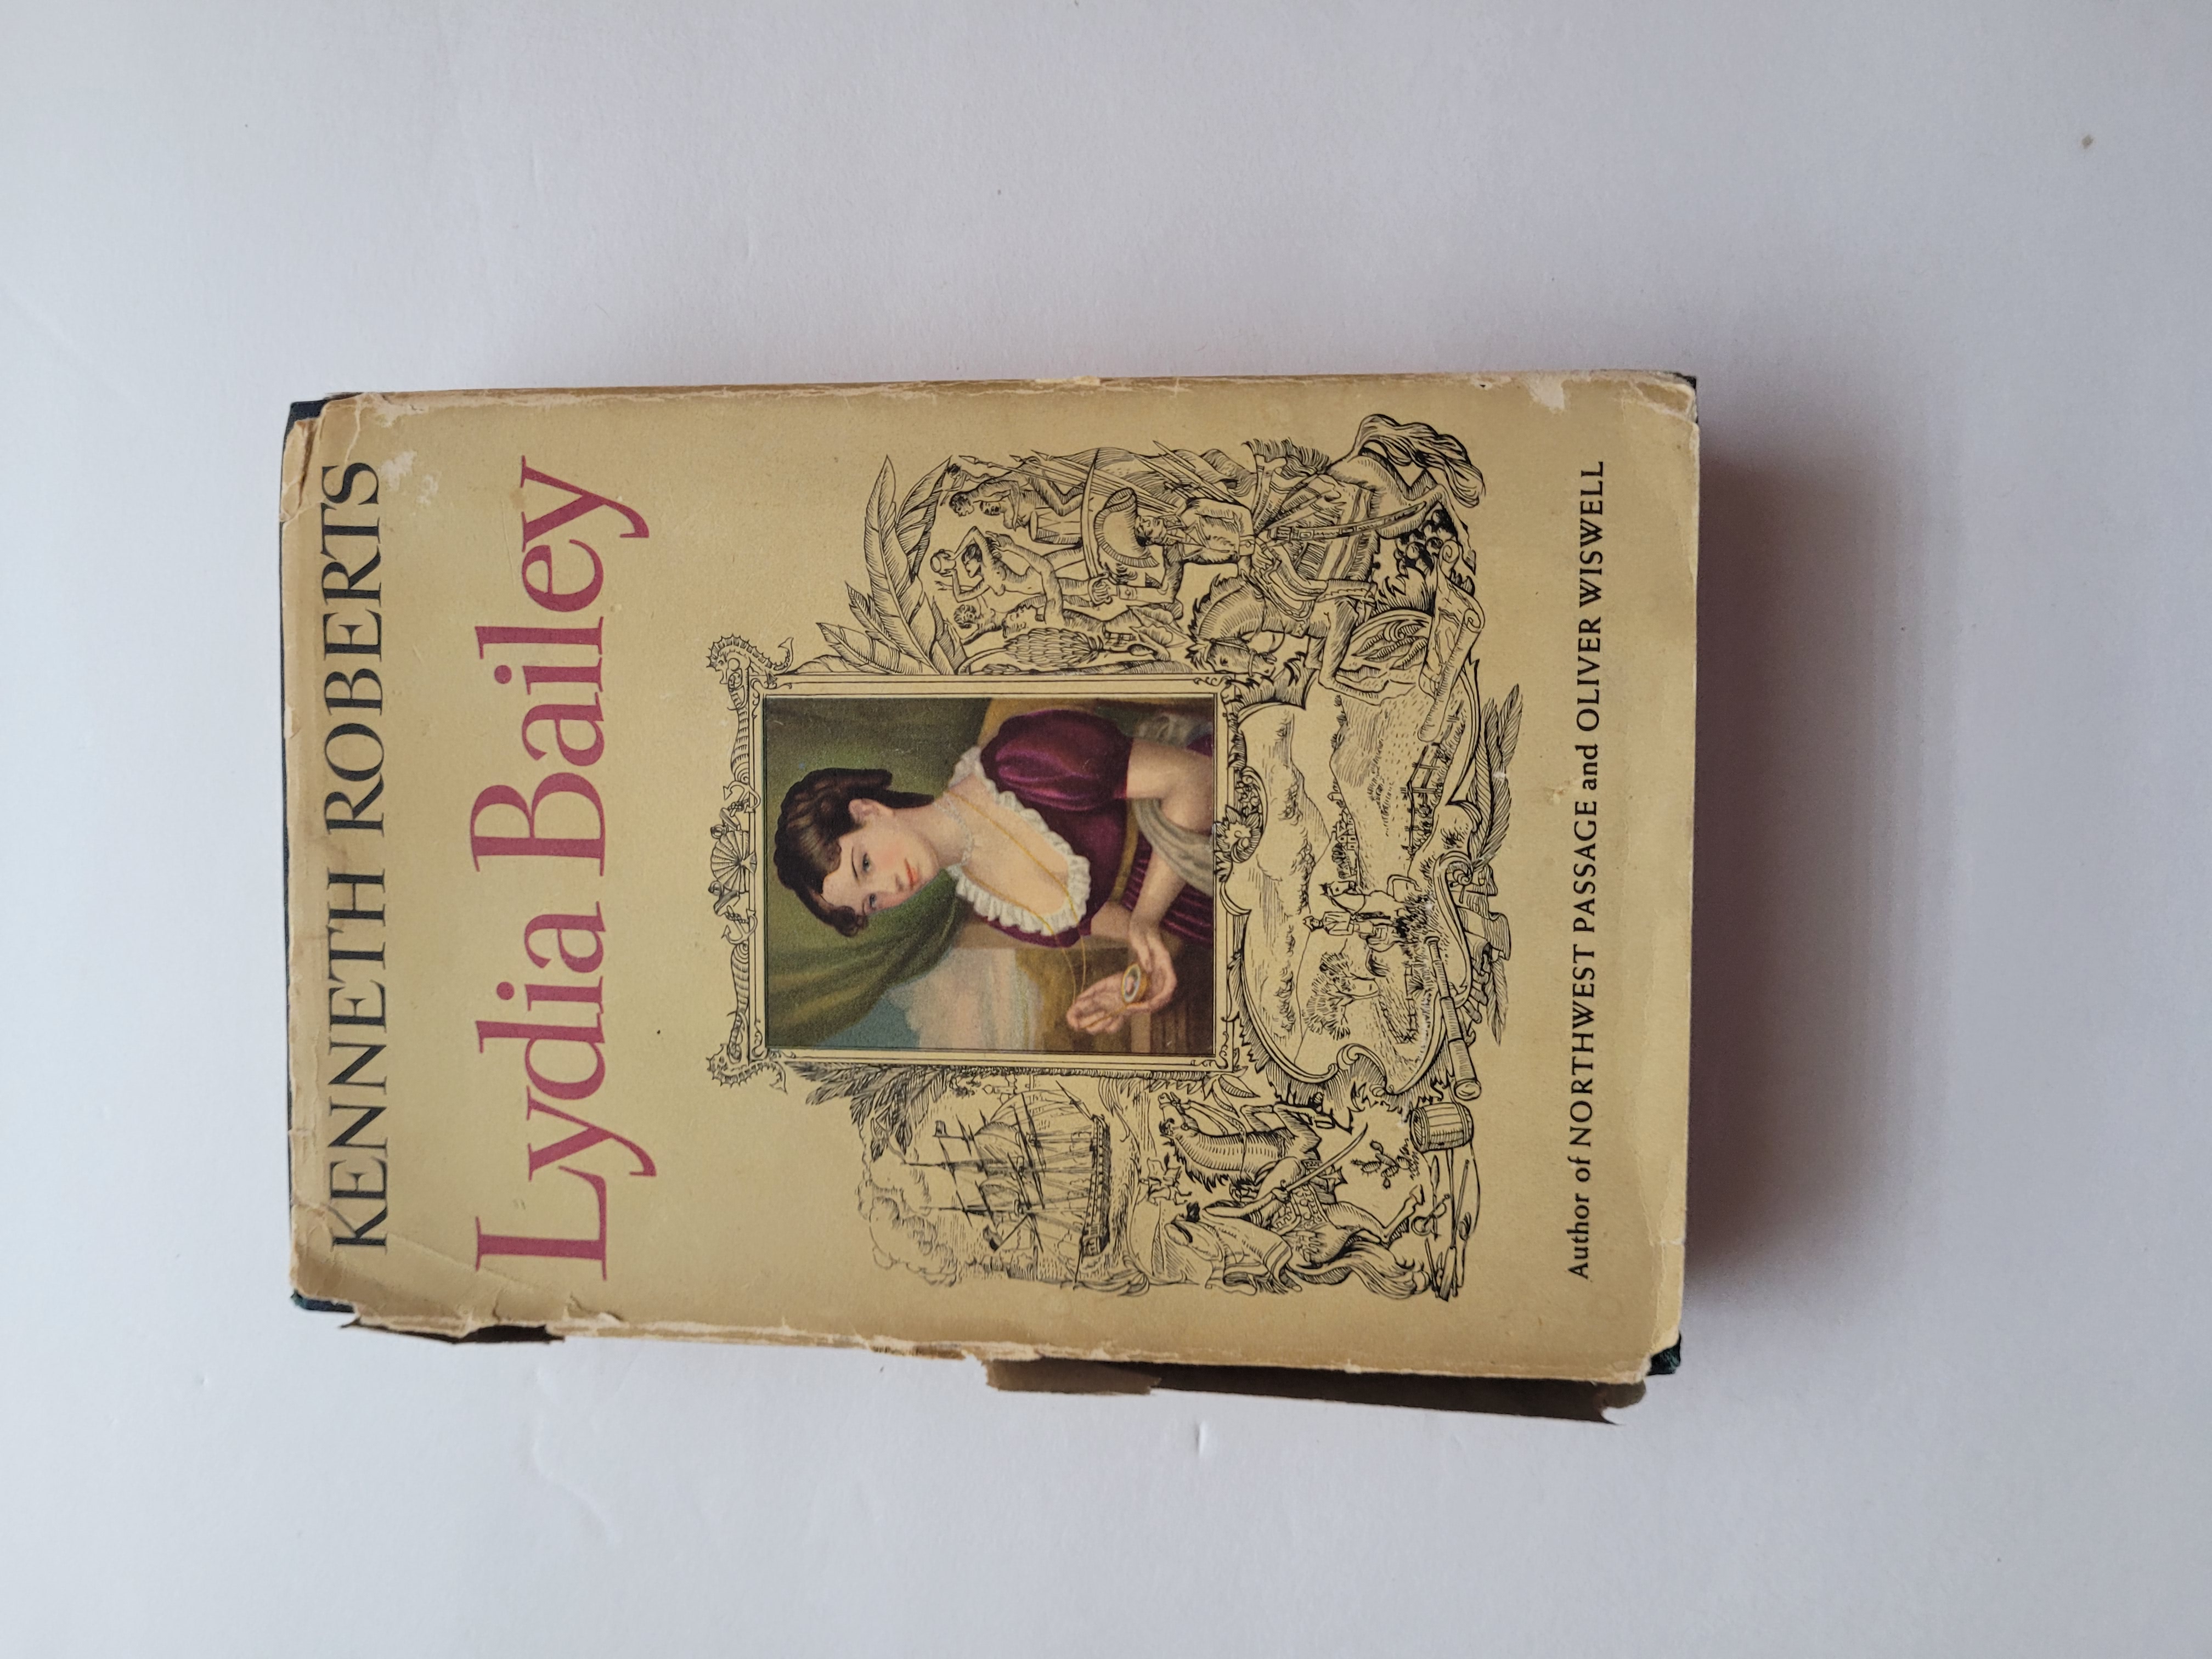 KENNETH ROBERTS
Lydia Bailey
Author of NORTHWEST PASSAGE and OLIVER WISWELL